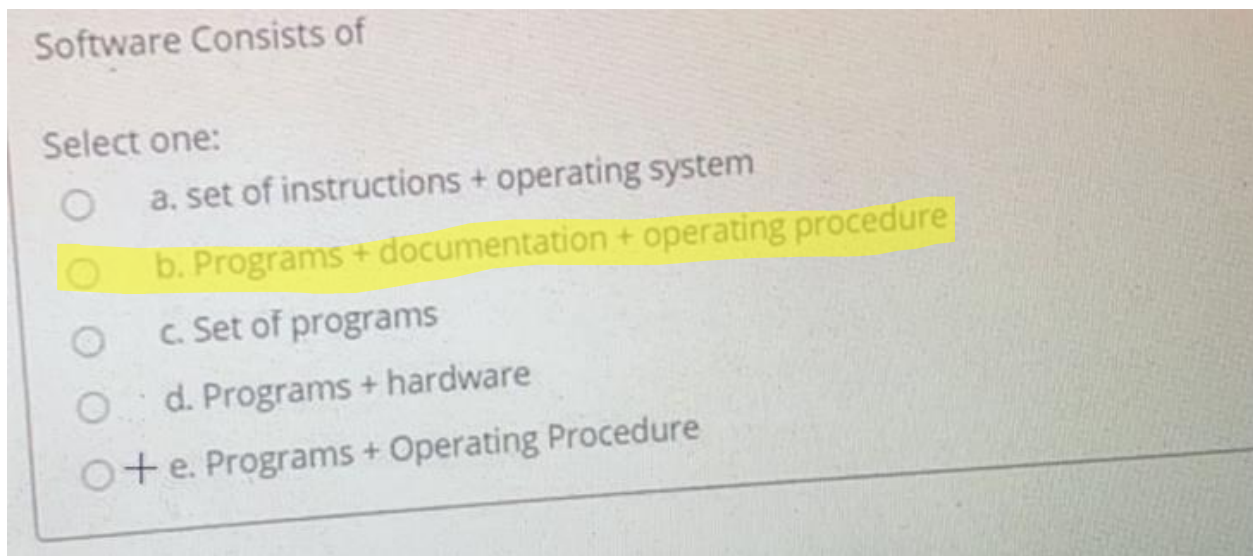 Software Consists of
Select one:
a. set of instructions + operating system
b. Programs + documentation + operating procedure
c. Set of programs
d. Programs + hardware
e. Programs + Operating Procedure